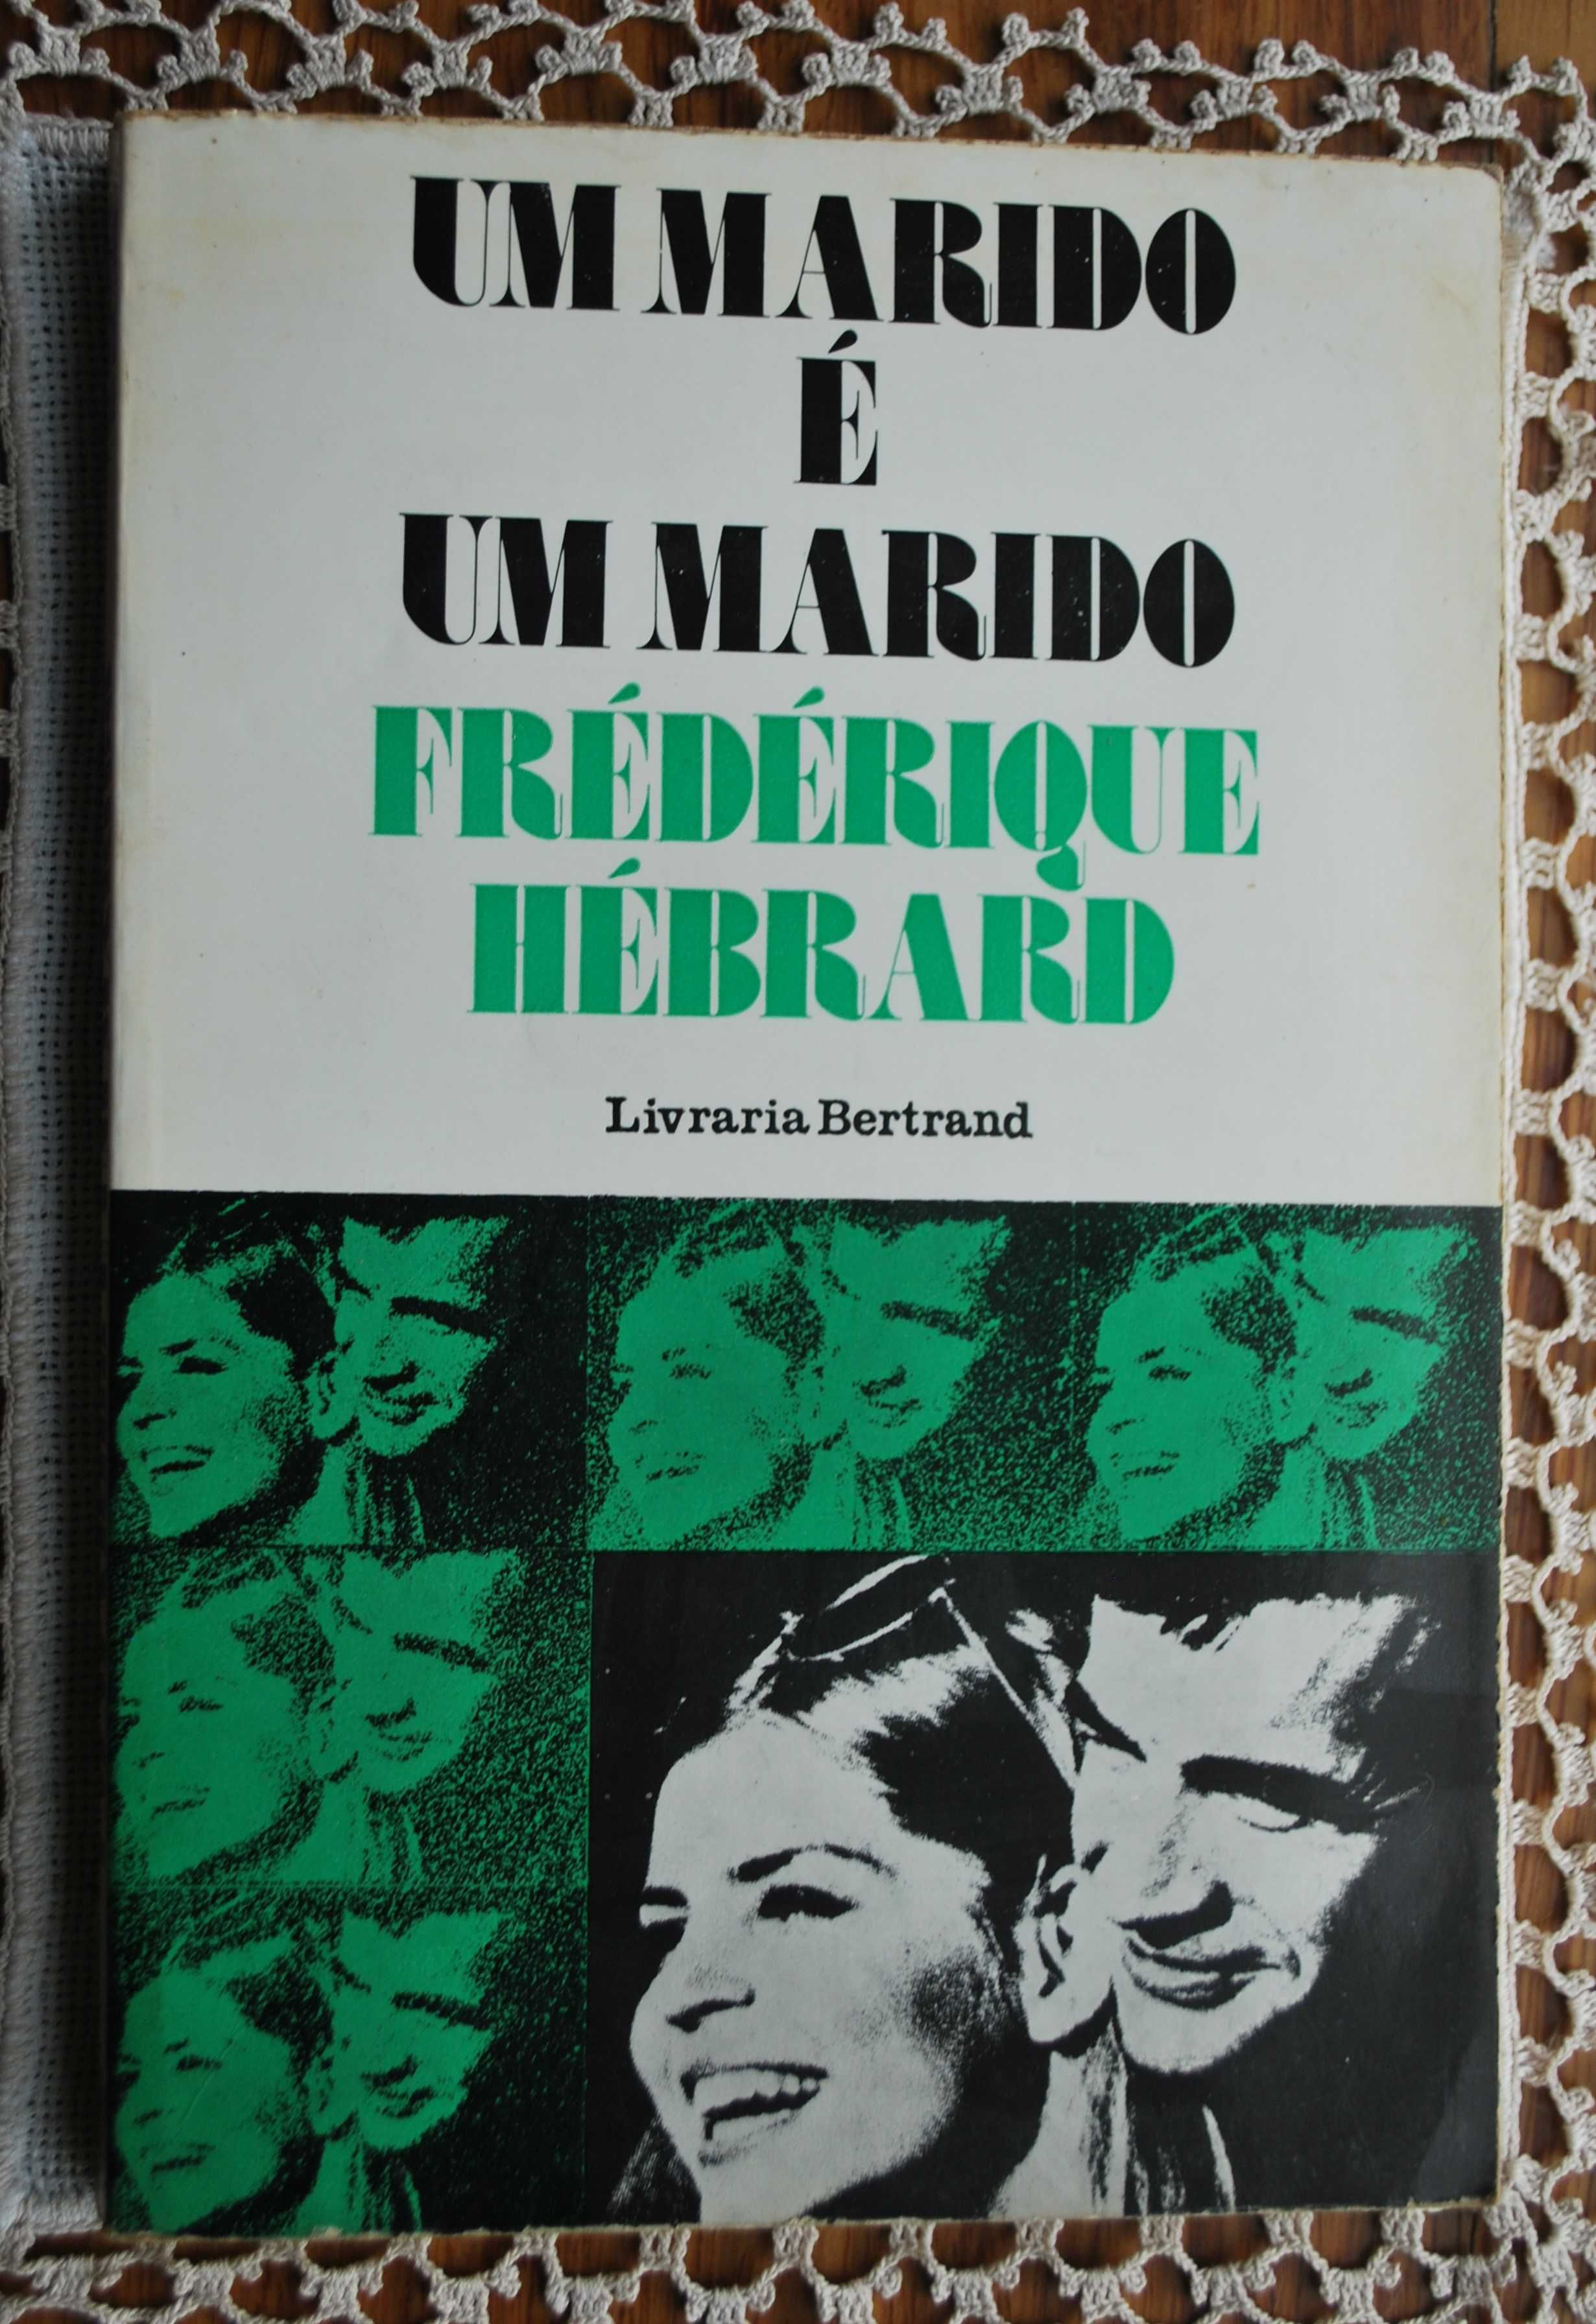 UM MARIDO
É
UM MARIDO
FRÉDÉRIQUE
HÉBRARD
Livraria Bertrand